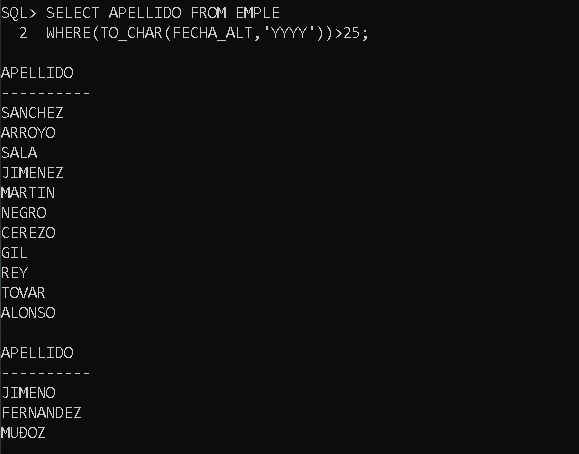 SQL> SELECT APELLIDO FROM EMPLE
2 WHERE(TO_CHAR(FECHA_ALT,'YYYY'))>25;
APELLIDO
----------
SANCHEZ
ARROYO
SALA
JIMENEZ
MARTIN
NEGRO
CEREZO
GIL
REY
TOVAR
ALONSO
APELLIDO
----------
JIMENO
FERNANDEZ
MUÐOZ